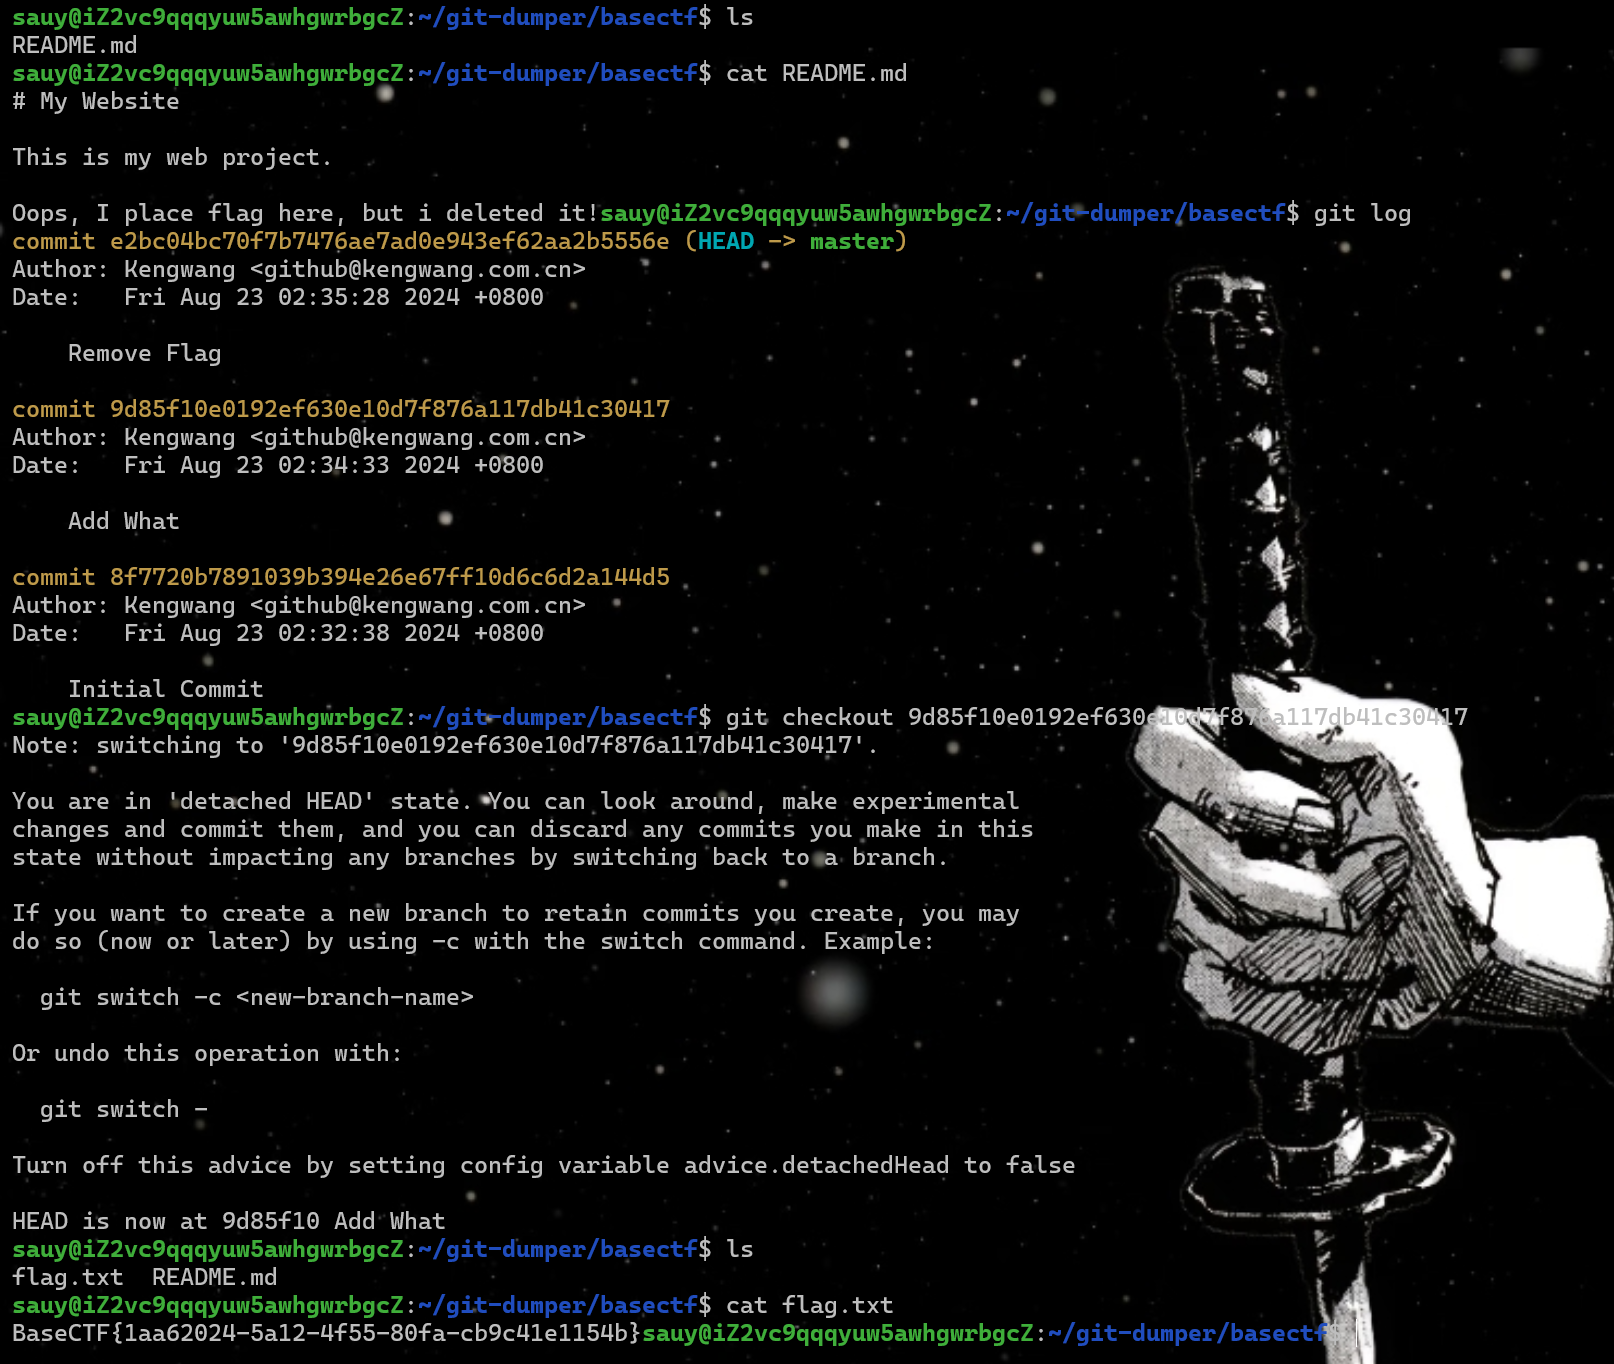 sauy@iZ2vc9qqqyuw5awhgwrbgcZ:~/git-dumper/basectf$ ls
README.md
sauy@iZ2vc9qqqyuw5awhgwrbgcZ:~/git-dumper/basectf$ cat README.md
# My Website
This is my web project.
Oops, I place flag here, but i deleted it!sauy@iZ2vc9qqqyuw5awhgwrbgcZ:~/git-dumper/basectf$ git log
commit e2bc04bc70f7b7476ae7ad0e943ef62aa2b5556e (HEAD -> master)
Author: Kengwang <github@kengwang.com.cn>
Date:   Fri Aug 23 02:35:28 2024 +0800
    Remove Flag
commit 9d85f10e0192ef630e10d7f876a117db41c30417
Author: Kengwang <github@kengwang.com.cn>
Date:   Fri Aug 23 02:34:33 2024 +0800
    Add What
commit 8f7720b7891039b394e26e67ff10d6c6d2a144d5
Author: Kengwang <github@kengwang.com.cn>
Date:   Fri Aug 23 02:32:38 2024 +0800
    Initial Commit
sauy@iZ2vc9qqqyuw5awhgwrbgcZ:~/git-dumper/basectf$ git checkout 9d85f10e0192ef630e10d7f876a117db41c30417
Note: switching to '9d85f10e0192ef630e10d7f876a117db41c30417'.
You are in 'detached HEAD' state. You can look around, make experimental
changes and commit them, and you can discard any commits you make in this
state without impacting any branches by switching back to a branch.
If you want to create a new branch to retain commits you create, you may
do so (now or later) by using -c with the switch command. Example:
  git switch -c <new-branch-name>
Or undo this operation with:
  git switch -
Turn off this advice by setting config variable advice.detachedHead to false
HEAD is now at 9d85f10 Add What
sauy@iZ2vc9qqqyuw5awhgwrbgcZ:~/git-dumper/basectf$ ls
flag.txt  README.md
sauy@iZ2vc9qqqyuw5awhgwrbgcZ:~/git-dumper/basectf$ cat flag.txt
BaseCTF{1aa62024-5a12-4f55-80fa-cb9c41e1154b}sauy@iZ2vc9qqqyuw5awhgwrbgcZ:~/git-dumper/basectf$